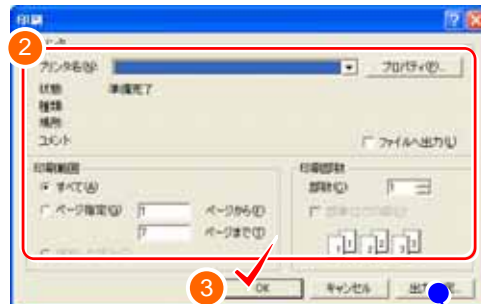 印刷
2
プリンタ名(N): プロパティ(P)...
状態 準備完了
種類
場所
コメント ファイルへ出力(L)
印刷範囲 印刷部数
すべて(A) 部数(C) 1
ページ指定(G) 1 ページから(F)
7 ページまで(T)
1 1 2 2 3 3
3 OK キャンセル